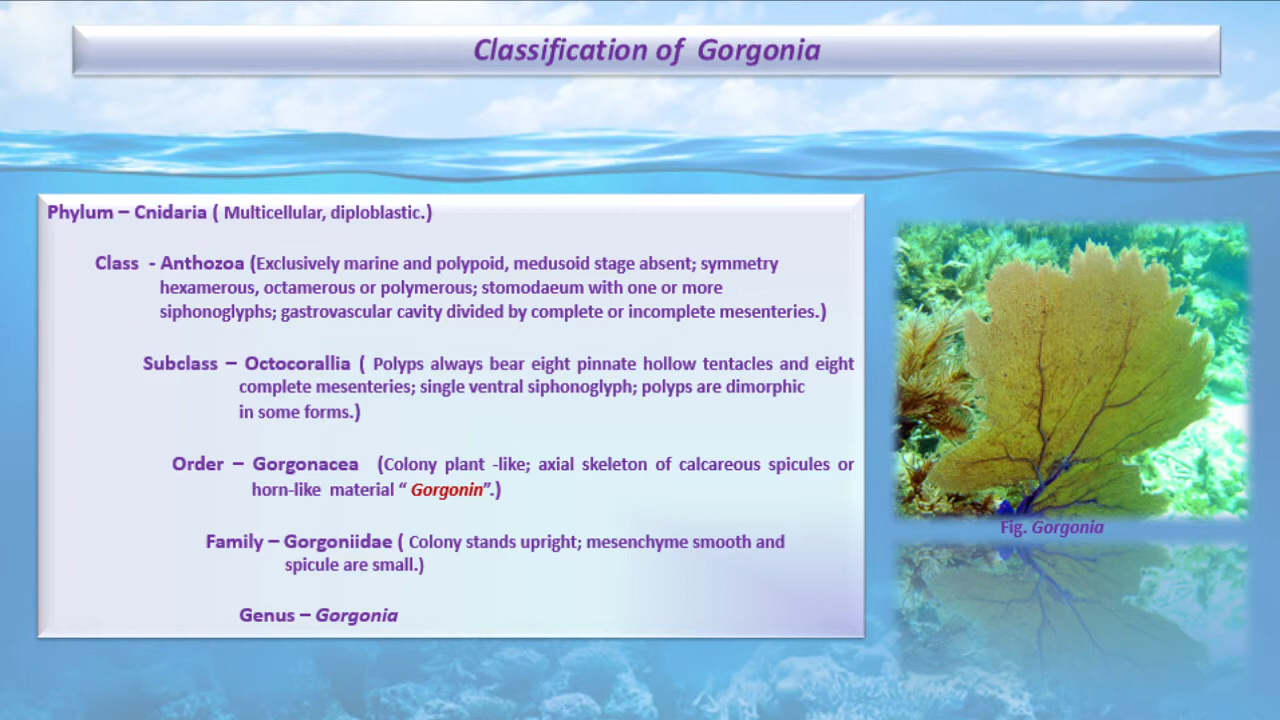 Classification of Gorgonia
Phylum – Cnidaria ( Multicellular, diploblastic.)
Class - Anthozoa (Exclusively marine and polypoid, medusoid stage absent; symmetry
hexamerous, octamerous or polymerous; stomodaeum with one or more
siphonoglyphs; gastrovascular cavity divided by complete or incomplete mesenteries.)
Subclass – Octocorallia ( Polyps always bear eight pinnate hollow tentacles and eight
complete mesenteries; single ventral siphonoglyph; polyps are dimorphic
in some forms.)
Order – Gorgonacea (Colony plant -like; axial skeleton of calcareous spicules or
horn-like material “ Gorgonin”.)
Family – Gorgoniidae ( Colony stands upright; mesenchyme smooth and
spicule are small.)
Genus – Gorgonia
Fig. Gorgonia